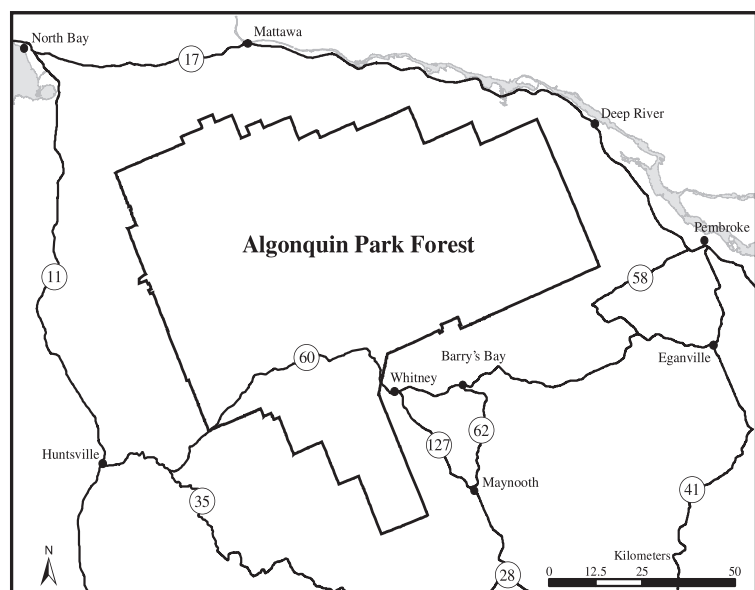 North Bay
Mattawa
17
Deep River
Algonquin Park Forest
Pembroke
11
58
60
Barry's Bay
Eganville
Whitney
62
127
Huntsville
Maynooth
35
41
Kilometers
N
0 12.5 25 50
28